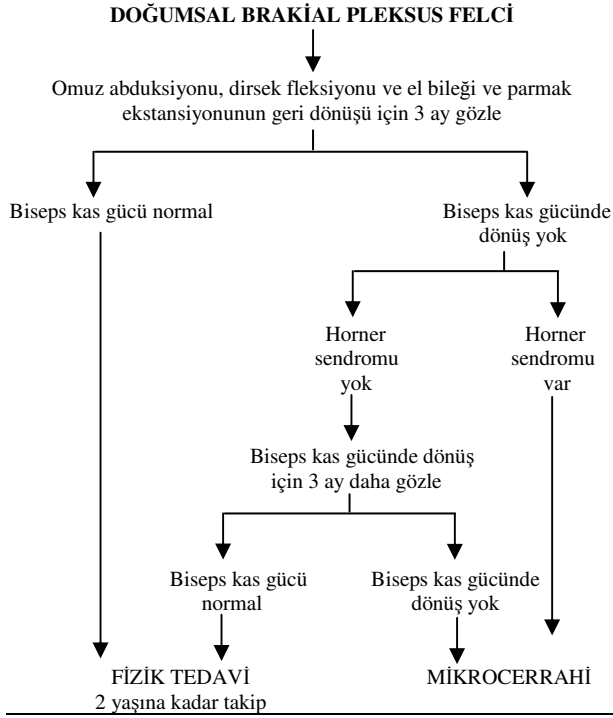 DOĞUMSAL BRAKİAL PLEKSUS FELCİ
Omuz abduksiyonu, dirsek fleksiyonu ve el bileği ve parmak
ekstansiyonunun geri dönüşü için 3 ay gözle
Biseps kas gücü normal
Biseps kas gücünde
dönüş yok
Horner
sendromu
yok
Horner
sendromu
var
Biseps kas gücünde dönüş
için 3 ay daha gözle
Biseps kas gücü
normal
Biseps kas gücünde
dönüş yok
FİZİK TEDAVİ
2 yaşına kadar takip
MİKROCERRAHİ